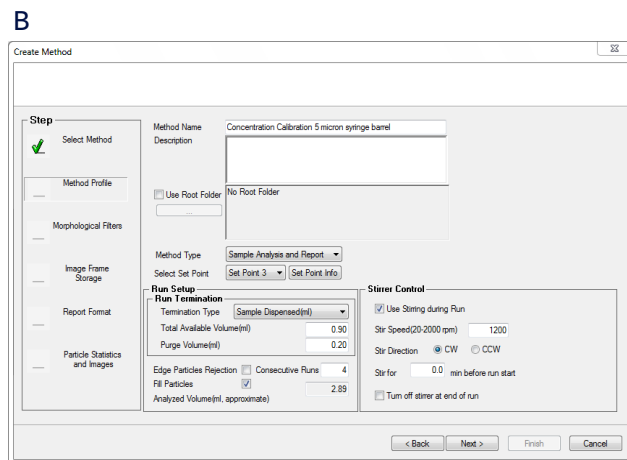 B
Create Method
Step
Select Method
Method Profile
Morphological Filters
Image Frame
Storage
Report Format
Particle Statistics
and Images
Method Name Concentration Calibration 5 micron syringe barrel
Description
Use Root Folder No Root Folder
...
Method Type Sample Analysis and Report
Select Set Point Set Point 3 Set Point Info
Run Setup
Run Termination
Termination Type Sample Dispensed(ml)
Total Available Volume(ml) 0.90
Purge Volume(ml) 0.20
Edge Particles Rejection Consecutive Runs 4
Fill Particles
2.89
Analyzed Volume(ml, approximate)
Stirrer Control
Use Stirring during Run
Stir Speed(20-2000 rpm) 1200
Stir Direction CW CCW
Stir for 0.0 min before run start
Turn off stirrer at end of run
< Back Next > Finish Cancel